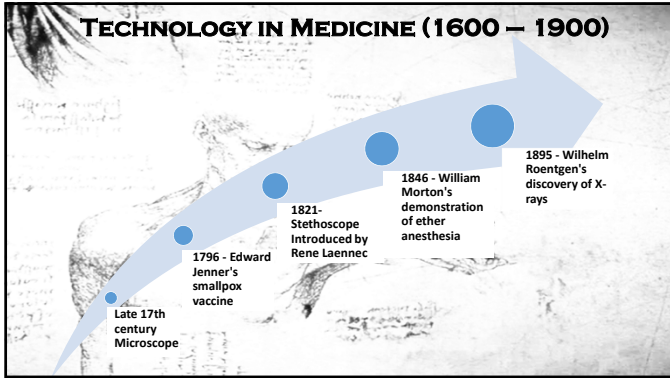 TECHNOLOGY IN MEDICINE (1600 – 1900)
Late 17th
century
Microscope
1796 - Edward
Jenner's
smallpox
vaccine
1821-
Stethoscope
Introduced by
Rene Laennec
1846 - William
Morton's
demonstration
of ether
anesthesia
1895 - Wilhelm
Roentgen's
discovery of X-
rays